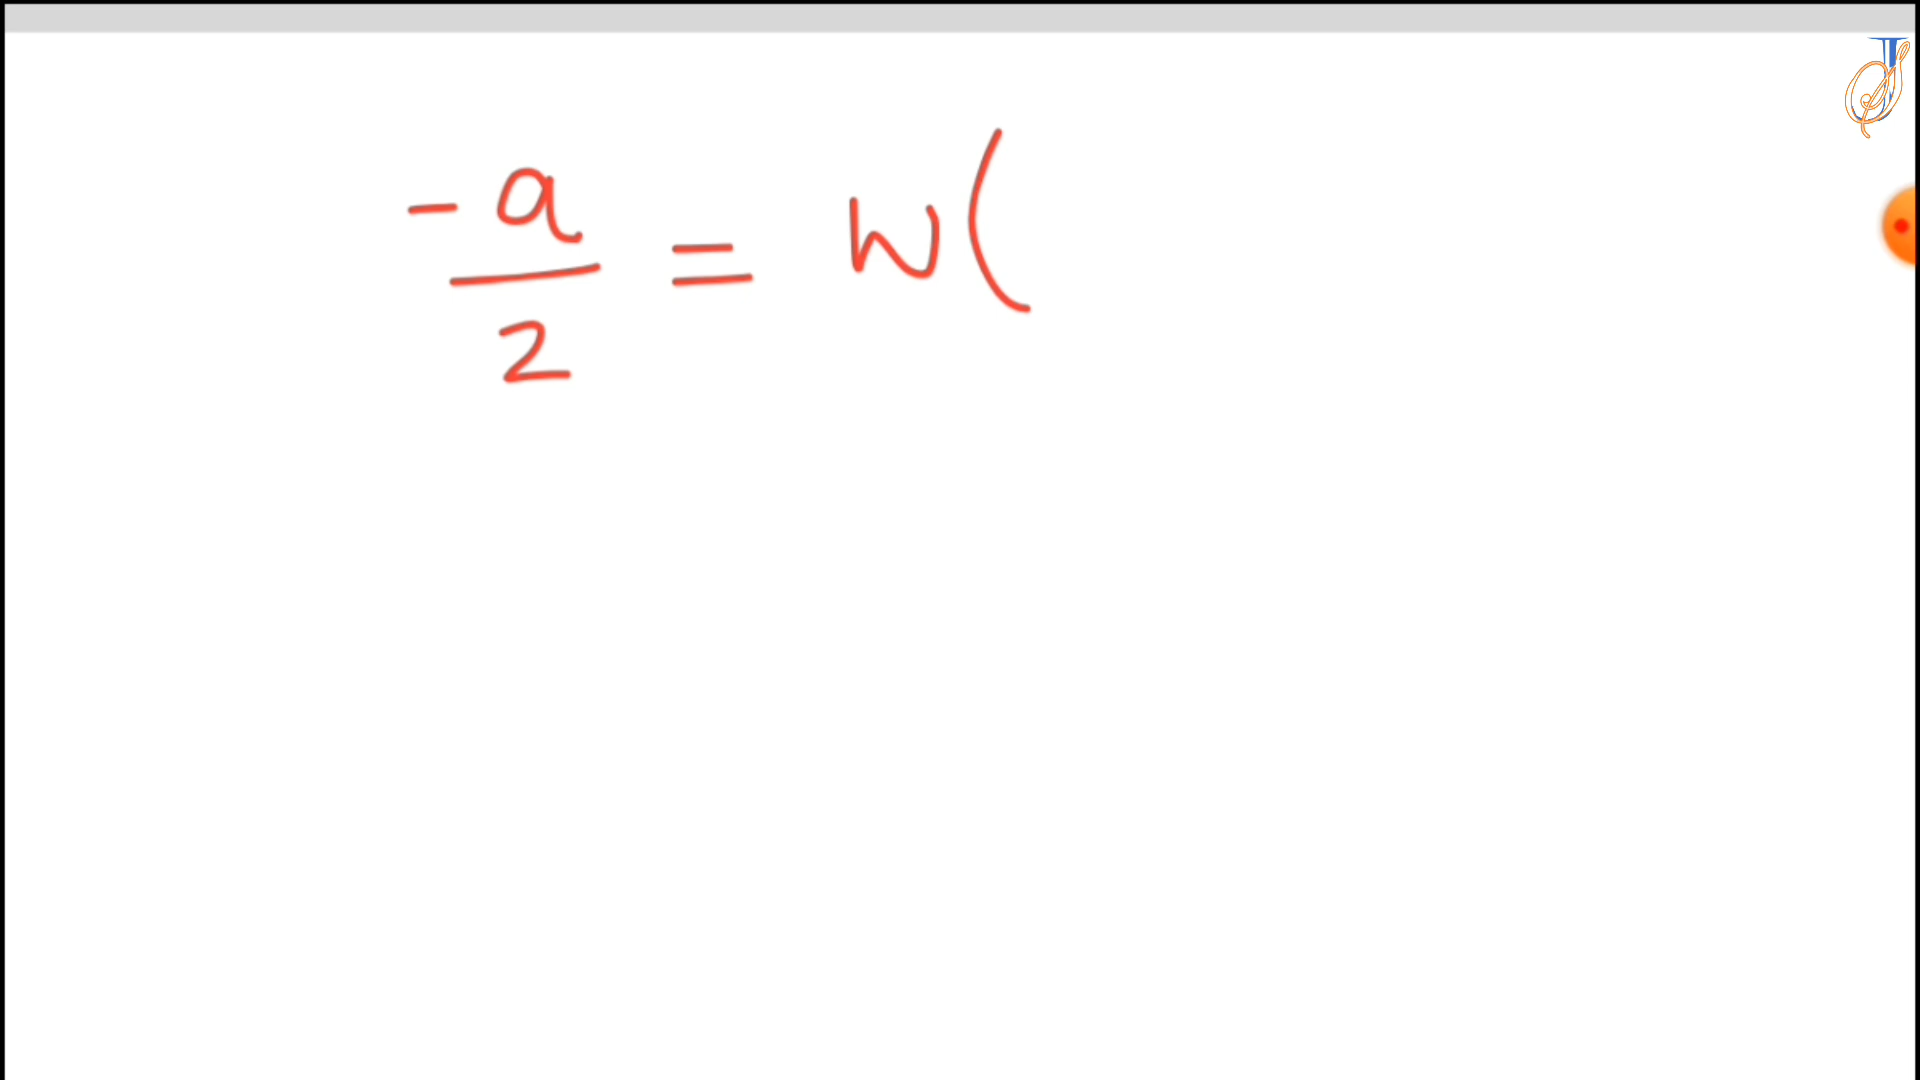 -a/2 = w(